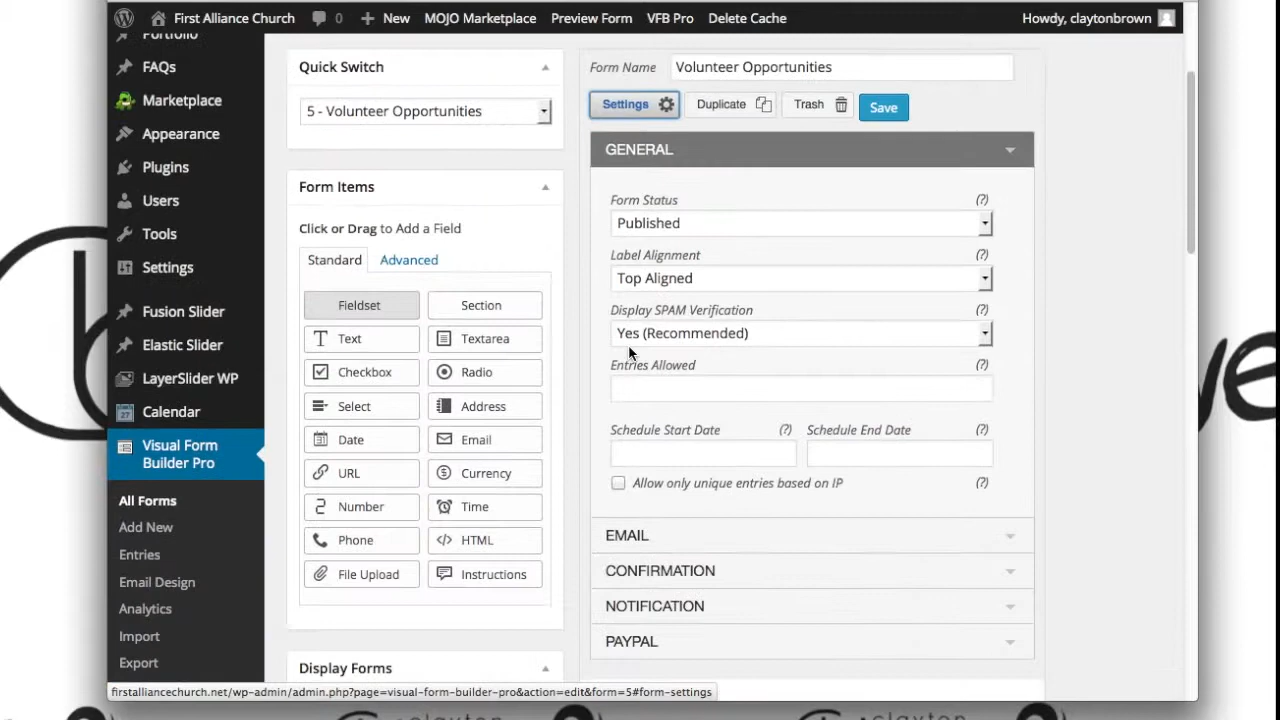 First Alliance Church
0
New
MOJO Marketplace
Preview Form
VFB Pro
Delete Cache
Howdy, claytonbrown
Portfolio
FAQs
Marketplace
Appearance
Plugins
Users
Tools
Settings
Fusion Slider
Elastic Slider
LayerSlider WP
27
Calendar
Visual Form
Builder Pro
All Forms
Add New
Entries
Email Design
Analytics
Import
Export
Quick Switch
5 - Volunteer Opportunities
Form Items
Click or Drag to Add a Field
Standard
Advanced
Fieldset
Section
Text
Textarea
Checkbox
Radio
Select
Address
Date
Email
URL
Currency
Number
Time
Phone
HTML
File Upload
Instructions
Display Forms
Form Name
Volunteer Opportunities
Settings
Duplicate
Trash
Save
GENERAL
Form Status (?)
Published
Label Alignment (?)
Top Aligned
Display SPAM Verification (?)
Yes (Recommended)
Entries Allowed (?)
Schedule Start Date (?)
Schedule End Date (?)
Allow only unique entries based on IP (?)
EMAIL
CONFIRMATION
NOTIFICATION
PAYPAL
firstalliancechurch.net/wp-admin/admin.php?page=visual-form-builder-pro&action=edit&form=5#form-settings